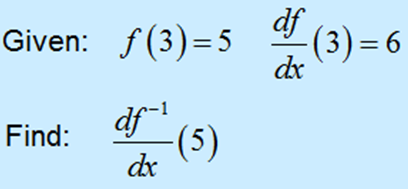 Given: f(3)=5 df/dx(3)=6
Find: df⁻¹/dx(5)